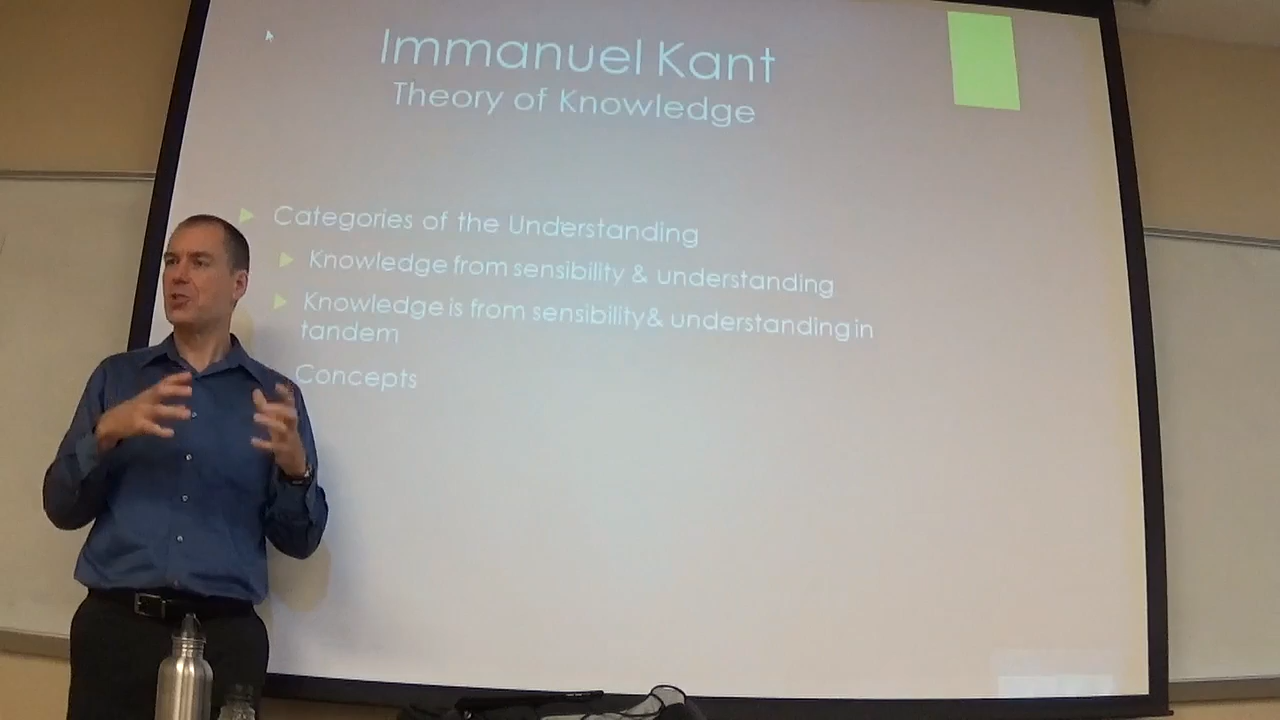 Immanuel Kant
Theory of Knowledge
Categories of the Understanding
Knowledge from sensibility & understanding
Knowledge is from sensibility & understanding in
tandem
Concepts